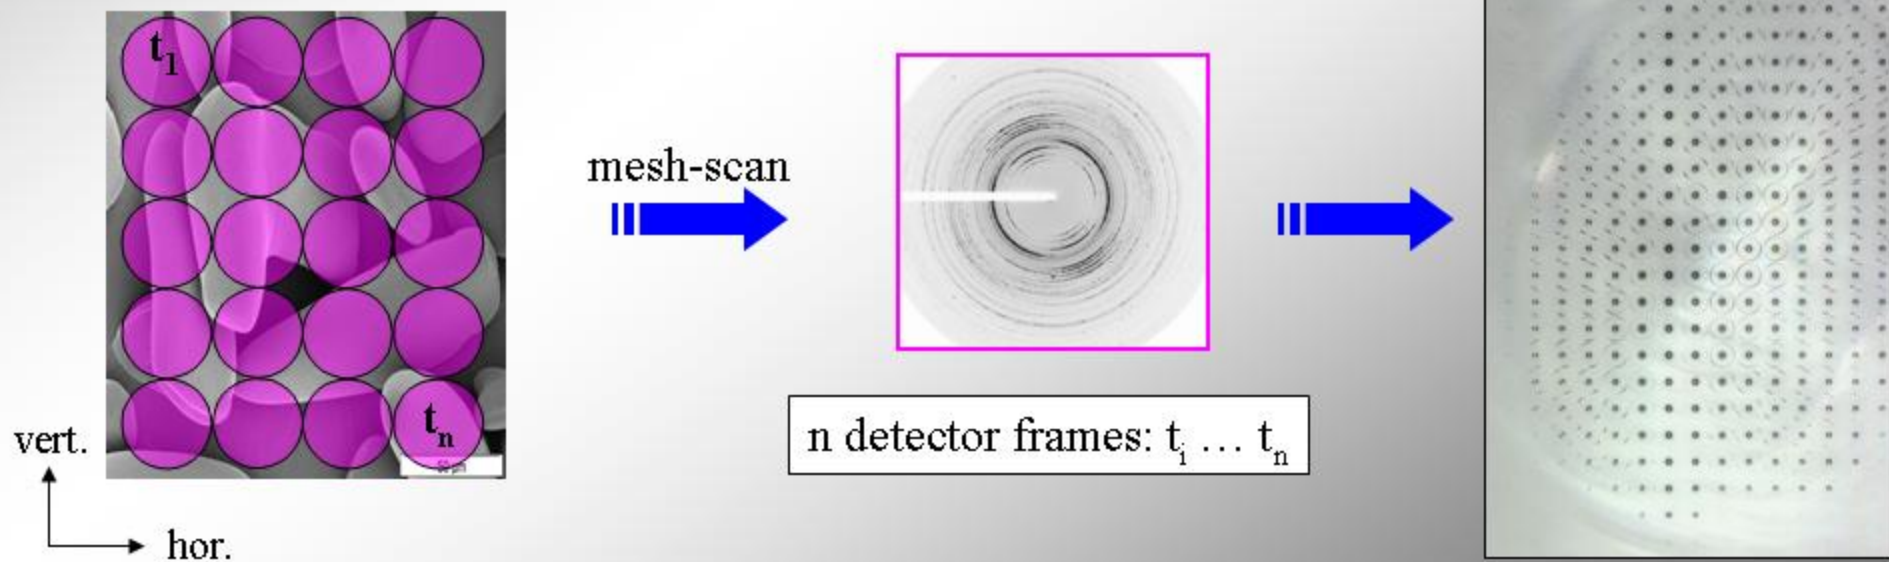 t1
mesh-scan
tn
n detector frames: ti … tn
vert.
hor.